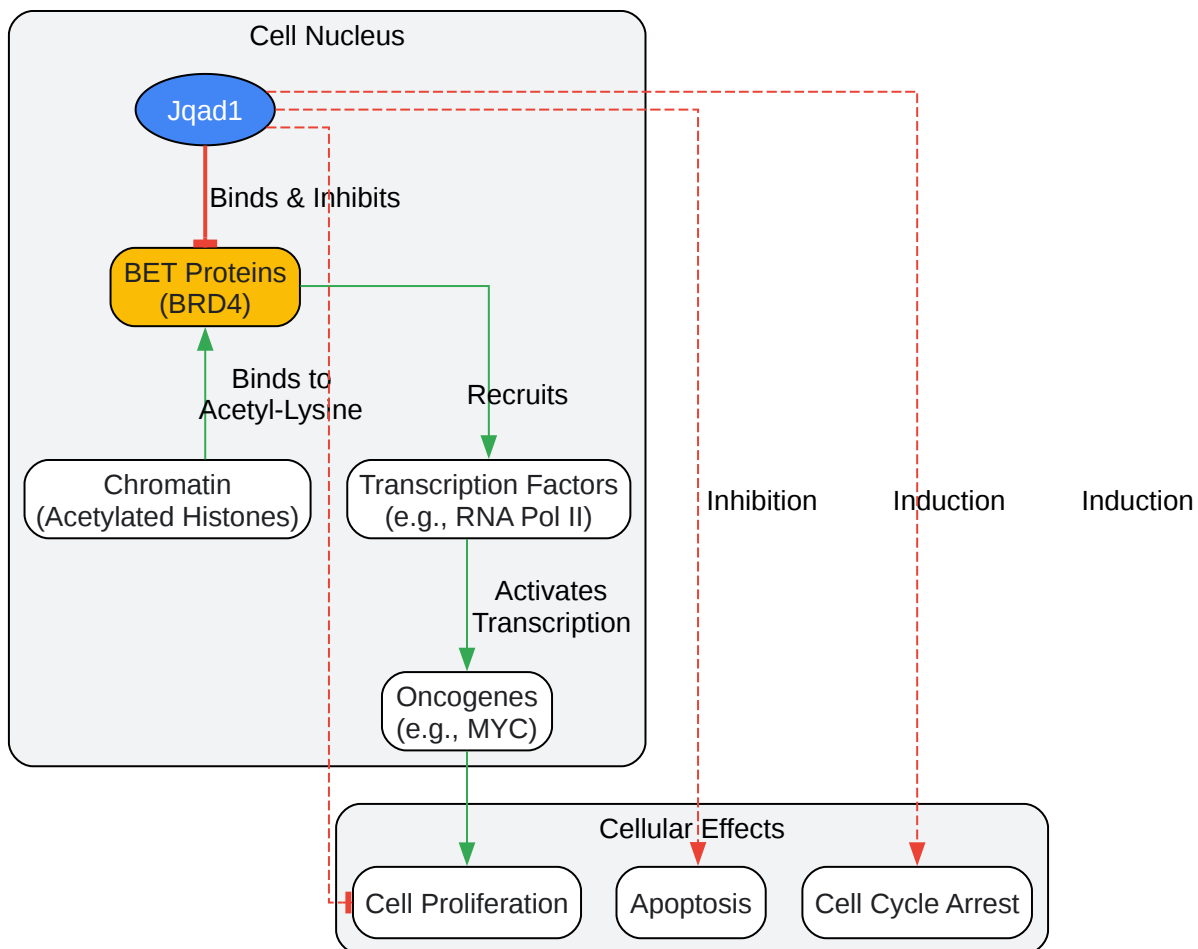 Cell Nucleus
Jqad1
Binds & Inhibits
BET Proteins
(BRD4)
Binds to
Acetyl-Lysine
Recruits
Chromatin
(Acetylated Histones)
Transcription Factors
(e.g., RNA Pol II)
Inhibition
Induction
Induction
Activates
Transcription
Oncogenes
(e.g., MYC)
Cellular Effects
Cell Proliferation
Apoptosis
Cell Cycle Arrest